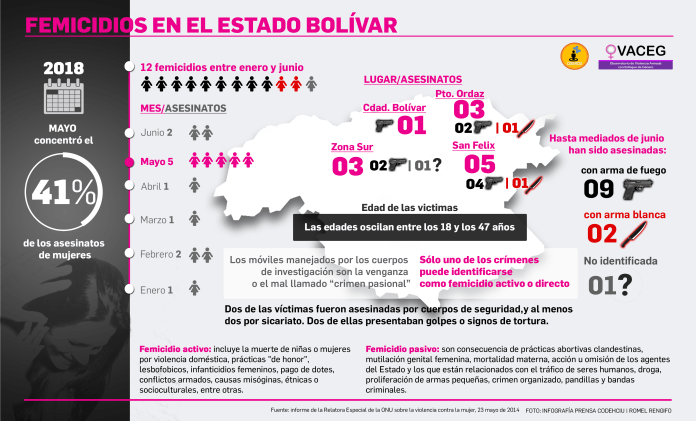 FEMICIDIOS EN EL ESTADO BOLÍVAR
2018
MAYO
concentró el
41%
de los asesinatos
de mujeres
12 femicidios entre enero y junio
MES/ASESINATOS
Junio 2
Mayo 5
Abril 1
Marzo 1
Febrero 2
Enero 1
LUGAR/ASESINATOS
Cdad. Bolívar
01
Pto. Ordaz
03
02 | 01
Zona Sur
03 02 | 01?
San Felix
05
04 | 01
Edad de las victimas
Las edades oscilan entre los 18 y los 47 años
OVACEG
Hasta mediados de junio
han sido asesinadas:
con arma de fuego
09
con arma blanca
02
No identificada
01?
Los móviles manejados por los cuerpos
de investigación son la venganza
o el mal llamado "crimen pasional"
Sólo uno de los crímenes
puede identificarse
como femicidio activo o directo
Dos de las víctimas fueron asesinadas por cuerpos de seguridad,y al menos
dos por sicariato. Dos de ellas presentaban golpes o signos de tortura.
Femicidio activo: incluye la muerte de niñas o mujeres
por violencia doméstica, prácticas "de honor",
lesbofobicos, infanticidios femeninos, pago de dotes,
conflictos armados, causas misóginas, étnicas o
socioculturales, entre otras.
Femicidio pasivo: son consecuencia de prácticas abortivas clandestinas,
mutilación genital femenina, mortalidad materna, acción u omisión de los agentes
del Estado y los que están relacionados con el tráfico de seres humanos, droga,
proliferación de armas pequeñas, crimen organizado, pandillas y bandas
criminales.
Fuente: informe de la Relatora Especial de la ONU sobre la violencia contra la mujer, 23 mayo de 2014
FOTO: INFOGRAFÍA PRENSA CODEHCIU | ROMEL RENGIFO